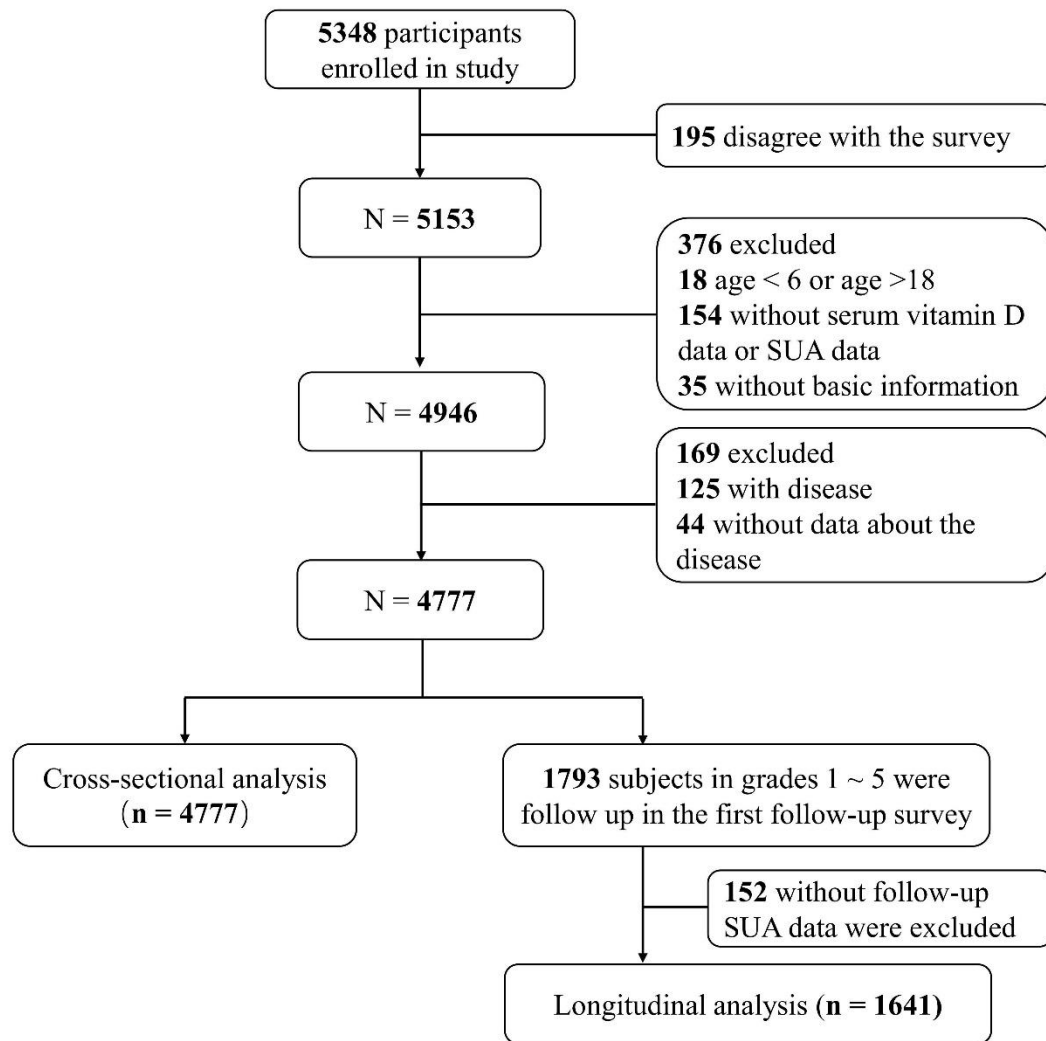 5348 participants
enrolled in study
195 disagree with the survey
N = 5153
376 excluded
18 age < 6 or age >18
154 without serum vitamin D
data or SUA data
35 without basic information
N = 4946
169 excluded
125 with disease
44 without data about the
disease
N = 4777
Cross-sectional analysis
(n = 4777)
1793 subjects in grades 1 ~ 5 were
follow up in the first follow-up survey
152 without follow-up
SUA data were excluded
Longitudinal analysis (n = 1641)